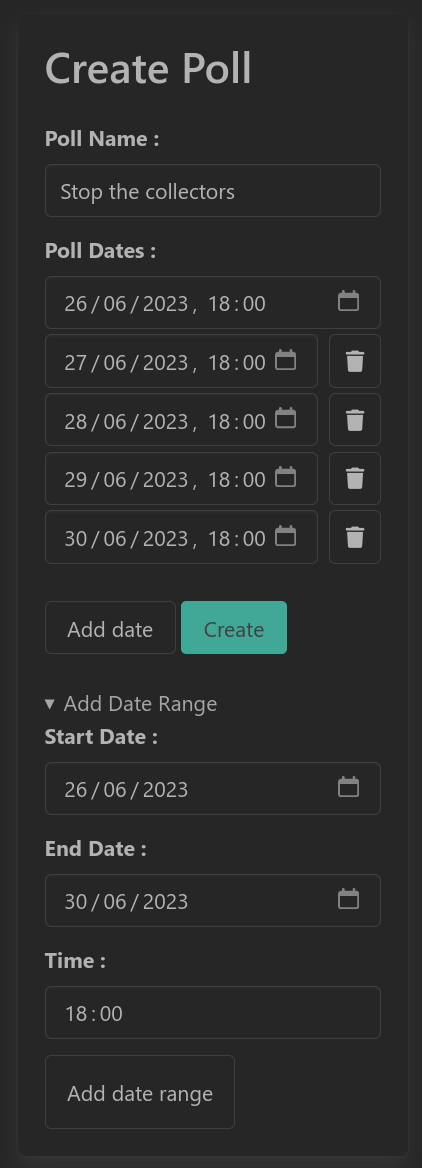 Create Poll
Poll Name :
Stop the collectors
Poll Dates :
26/06/2023, 18:00
27/06/2023, 18:00
28/06/2023, 18:00
29/06/2023, 18:00
30/06/2023, 18:00
Add date Create
▾ Add Date Range
Start Date :
26/06/2023
End Date :
30/06/2023
Time :
18:00
Add date range